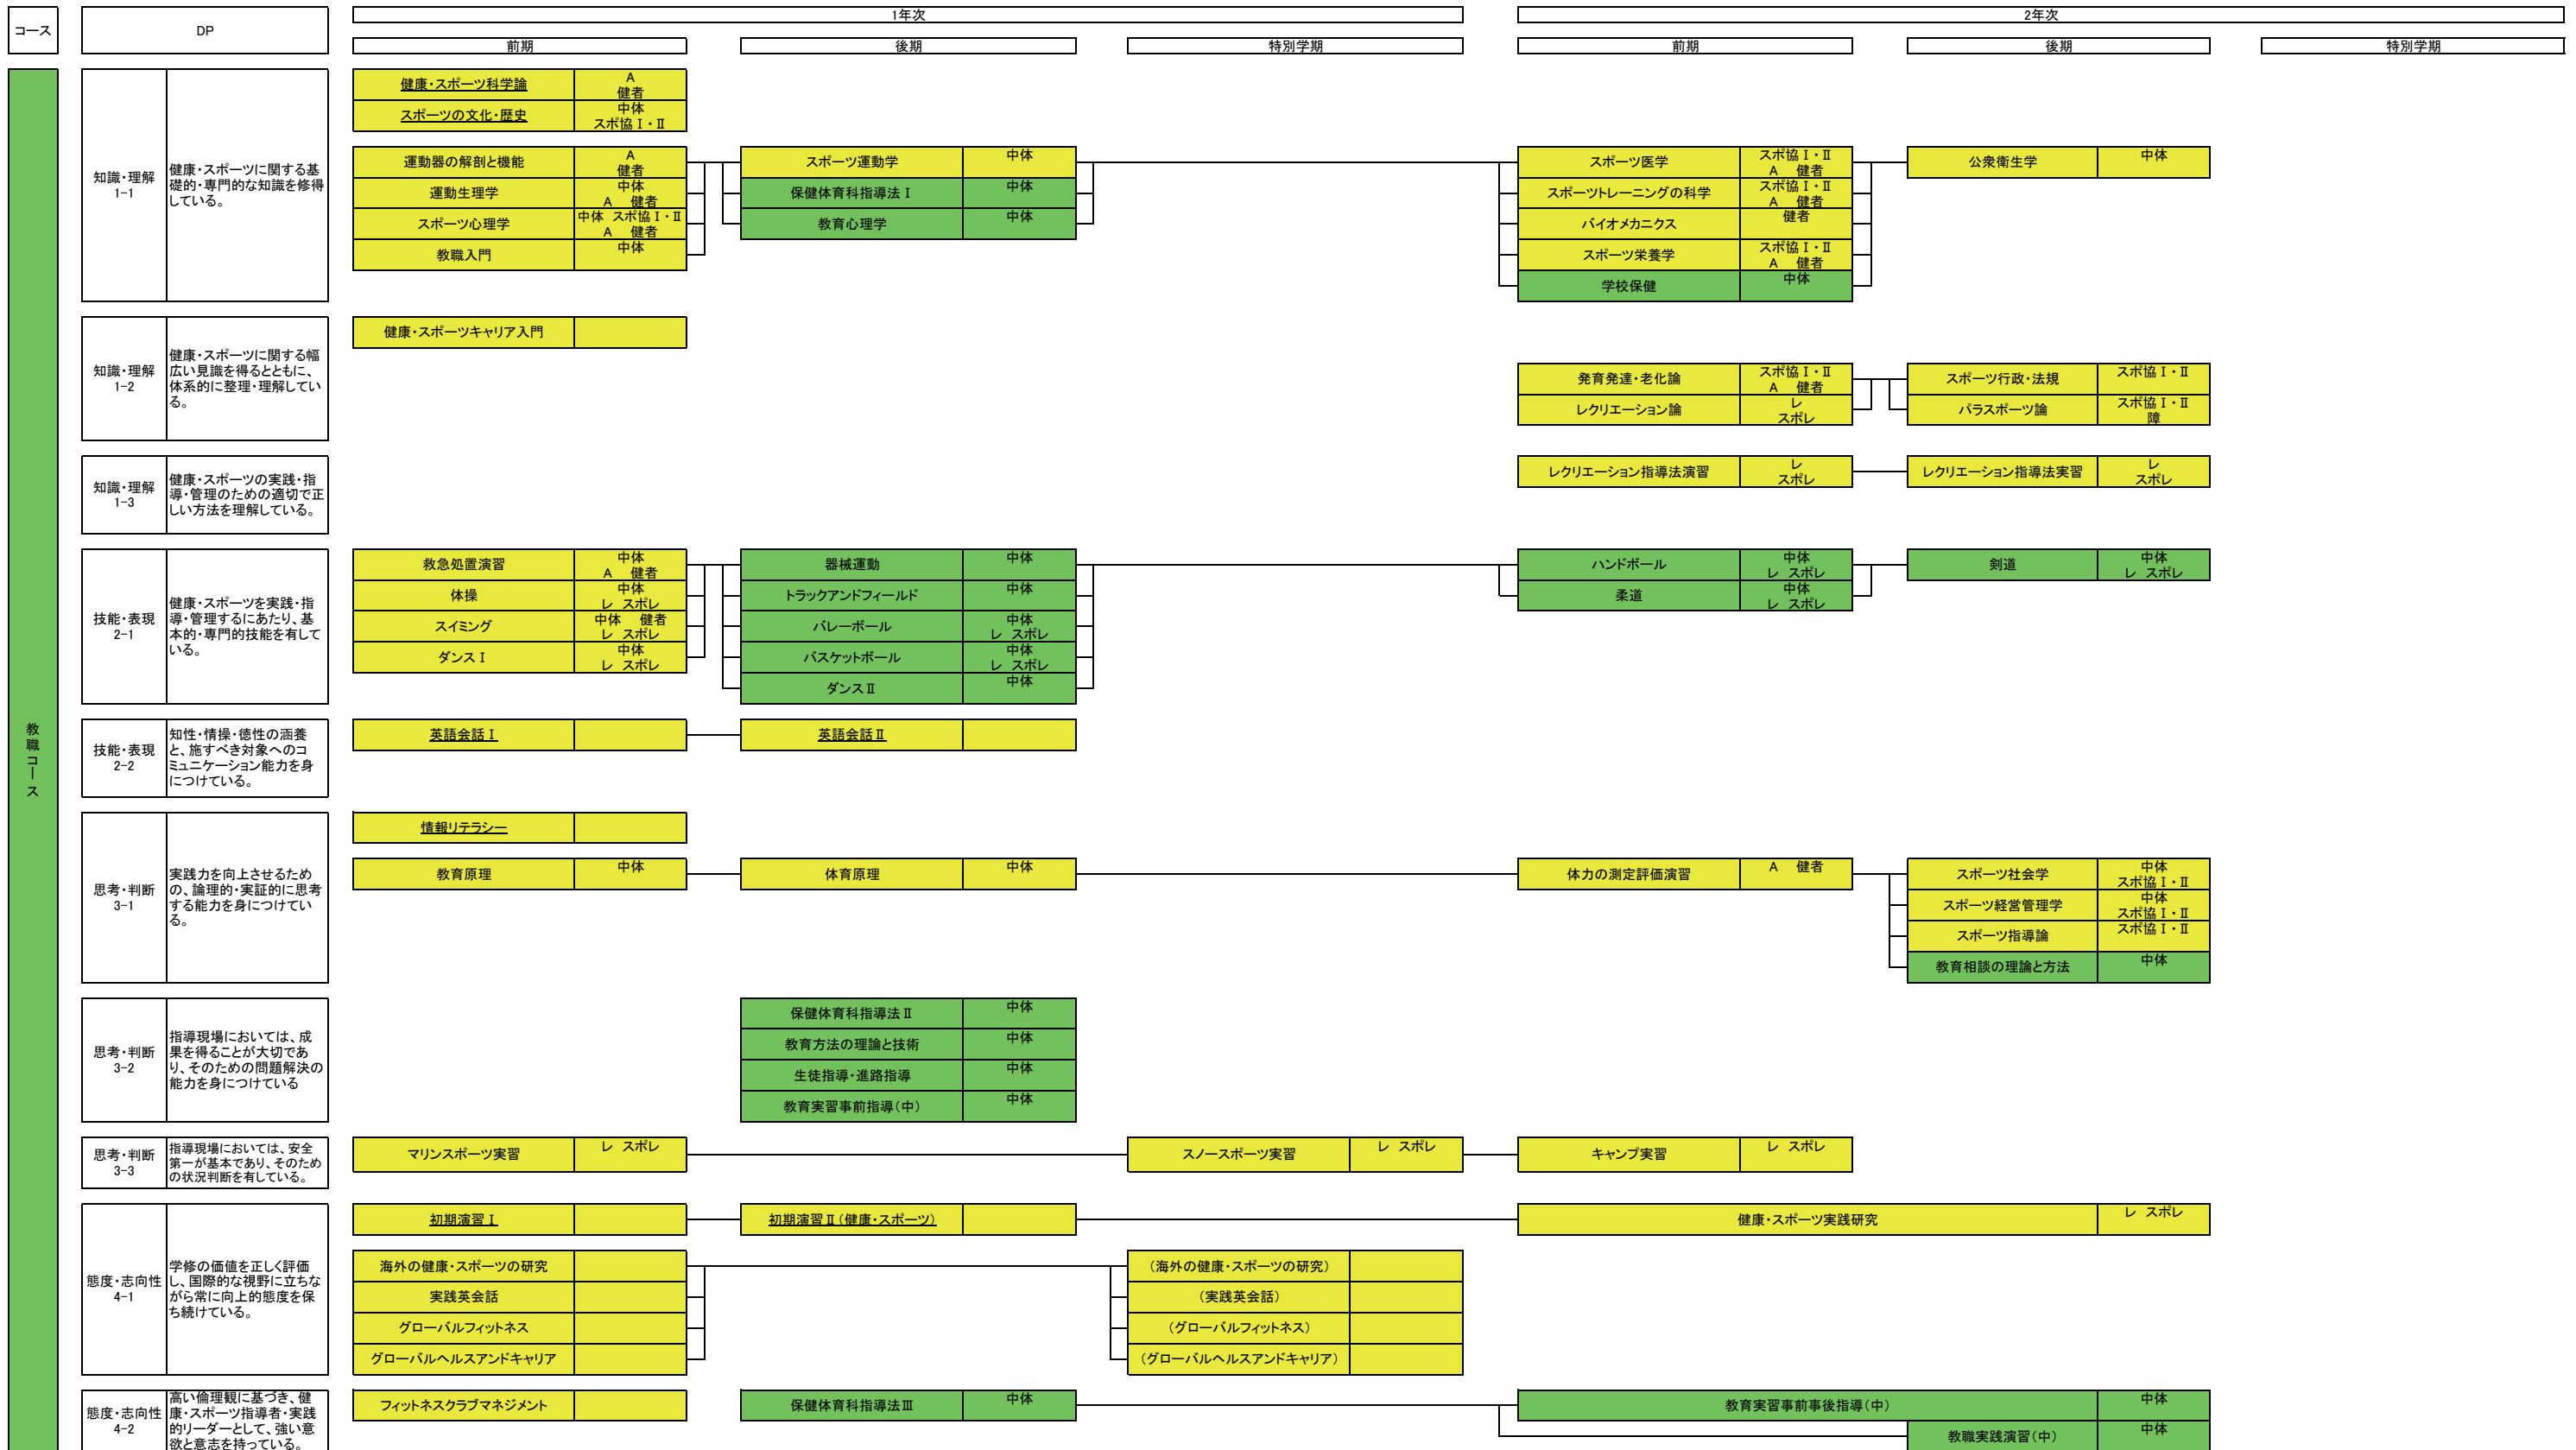 コース
DP
1年次
2年次
前期
後期
特別学期
前期
後期
特別学期
教職コース
知識・理解
1-1
健康・スポーツに関する基
礎的・専門的な知識を修得
している。
健康・スポーツ科学論
A
健者
スポーツの文化・歴史
中体
スポ協Ⅰ・Ⅱ
運動器の解剖と機能
A
健者
スポーツ運動学
中体
スポーツ医学
スポ協Ⅰ・Ⅱ
A 健者
公衆衛生学
中体
運動生理学
中体
A 健者
保健体育科指導法Ⅰ
中体
スポーツトレーニングの科学
スポ協Ⅰ・Ⅱ
A 健者
スポーツ心理学
中体 スポ協Ⅰ・Ⅱ
A 健者
教育心理学
中体
バイオメカニクス
健者
教職入門
中体
スポーツ栄養学
スポ協Ⅰ・Ⅱ
A 健者
学校保健
中体
知識・理解
1-2
健康・スポーツに関する幅
広い見識を得るとともに、
体系的に整理・理解してい
る。
健康・スポーツキャリア入門
発育発達・老化論
スポ協Ⅰ・Ⅱ
A 健者
スポーツ行政・法規
スポ協Ⅰ・Ⅱ
レクリエーション論
レ
スポレ
パラスポーツ論
スポ協Ⅰ・Ⅱ
障
知識・理解
1-3
健康・スポーツの実践・指
導・管理のための適切で正
しい方法を理解している。
レクリエーション指導法演習
レ
スポレ
レクリエーション指導法実習
レ
スポレ
技能・表現
2-1
健康・スポーツを実践・指
導・管理するにあたり、基
本的・専門的技能を有して
いる。
救急処置演習
中体
A 健者
器械運動
中体
ハンドボール
中体
レ スポレ
剣道
中体
レ スポレ
体操
中体
レ スポレ
トラックアンドフィールド
中体
柔道
中体
レ スポレ
スイミング
中体 健者
レ スポレ
バレーボール
中体
レ スポレ
ダンスⅠ
中体
レ スポレ
バスケットボール
中体
レ スポレ
ダンスⅡ
中体
技能・表現
2-2
知性・情操・徳性の涵養
と、施すべき対象へのコ
ミュニケーション能力を身
につけている。
英語会話Ⅰ
英語会話Ⅱ
思考・判断
3-1
実践力を向上させるため
の、論理的・実証的に思考
する能力を身につけてい
る。
情報リテラシー
教育原理
中体
体育原理
中体
体力の測定評価演習
A 健者
スポーツ社会学
中体
スポ協Ⅰ・Ⅱ
スポーツ経営管理学
中体
スポ協Ⅰ・Ⅱ
スポーツ指導論
スポ協Ⅰ・Ⅱ
教育相談の理論と方法
中体
思考・判断
3-2
指導現場においては、成
果を得ることが大切であ
り、そのための問題解決の
能力を身につけている
保健体育科指導法Ⅱ
中体
教育方法の理論と技術
中体
生徒指導・進路指導
中体
教育実習事前指導(中)
中体
思考・判断
3-3
指導現場においては、安全
第一が基本であり、そのため
の状況判断を有している。
マリンスポーツ実習
レ スポレ
スノースポーツ実習
レ スポレ
キャンプ実習
レ スポレ
態度・志向性
4-1
学修の価値を正しく評価
し、国際的な視野に立ちな
がら常に向上的態度を保
ち続けている。
初期演習Ⅰ
初期演習Ⅱ(健康・スポーツ)
健康・スポーツ実践研究
レ スポレ
海外の健康・スポーツの研究
(海外の健康・スポーツの研究)
実践英会話
(実践英会話)
グローバルフィットネス
(グローバルフィットネス)
グローバルヘルスアンドキャリア
(グローバルヘルスアンドキャリア)
態度・志向性
4-2
高い倫理観に基づき、健
康・スポーツ指導者・実践
的リーダーとして、強い意
欲と意志を持っている。
フィットネスクラブマネジメント
保健体育科指導法Ⅲ
中体
教育実習事前事後指導(中)
中体
教職実践演習(中)
中体